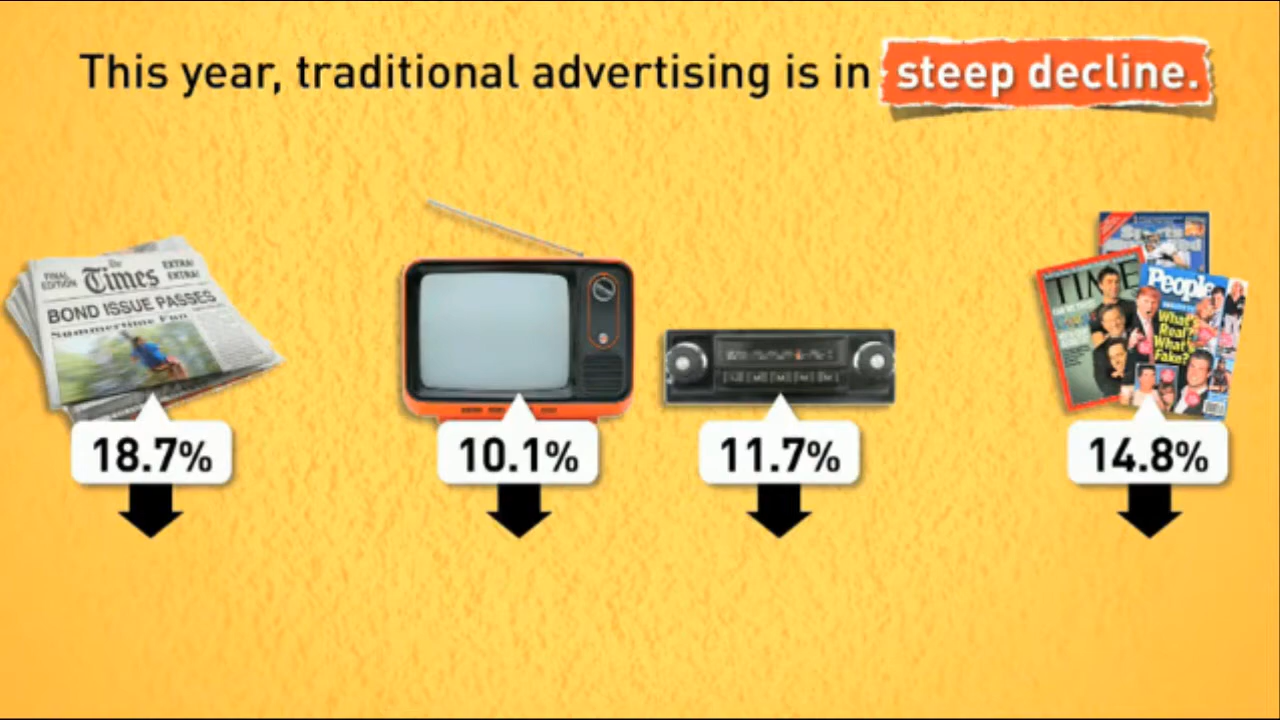 This year, traditional advertising is in steep decline.
FINAL EDITION
The Times
EXTRA! EXTRA!
BOND ISSUE PASSES
Summertime Fun
TIME
People
What's Real?
What's Fake?
18.7%
10.1%
11.7%
14.8%